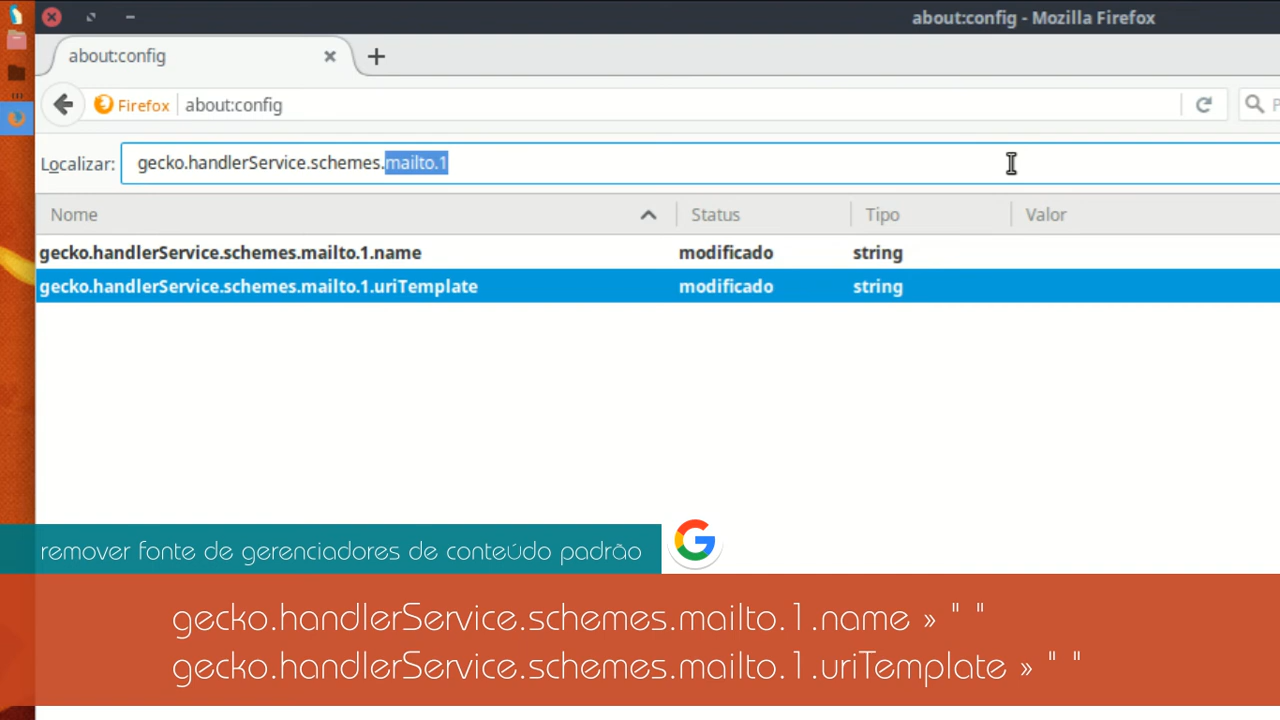 about:config - Mozilla Firefox
about:config
Firefox about:config
Localizar: gecko.handlerService.schemes.mailto.1
Nome Status Tipo Valor
gecko.handlerService.schemes.mailto.1.name modificado string
gecko.handlerService.schemes.mailto.1.uriTemplate modificado string
remover fonte de gerenciadores de conteúdo padrão
gecko.handlerService.schemes.mailto.1.name » " "
gecko.handlerService.schemes.mailto.1.uriTemplate » " "